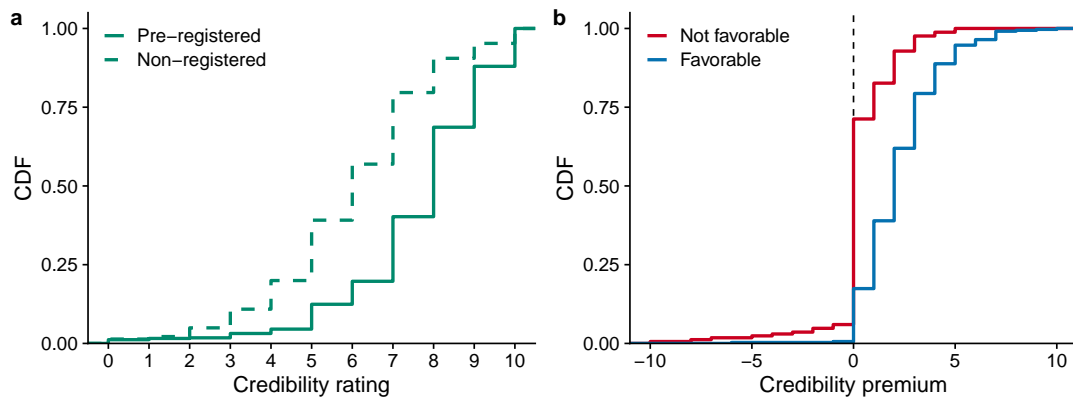 a
Pre−registered
Non−registered
CDF
1.00
0.75
0.50
0.25
0.00
0 1 2 3 4 5 6 7 8 9 10
Credibility rating
b
Not favorable
Favorable
CDF
1.00
0.75
0.50
0.25
0.00
−10 −5 0 5 10
Credibility premium